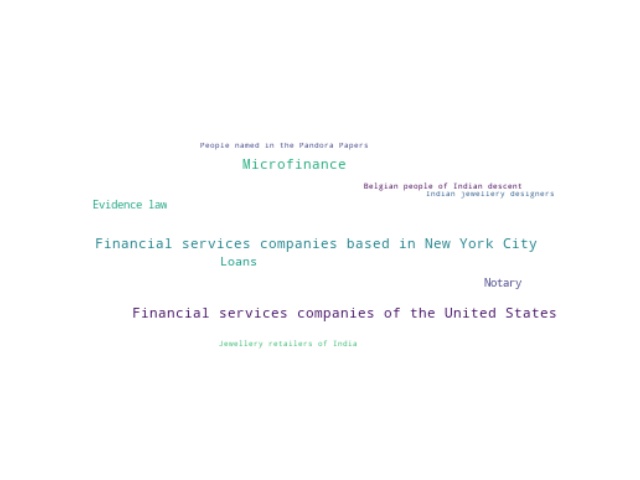 People named in the Pandora Papers
Microfinance
Belgian people of Indian descent
Indian jewellery designers
Evidence law
Financial services companies based in New York City
Loans
Notary
Financial services companies of the United States
Jewellery retailers of India